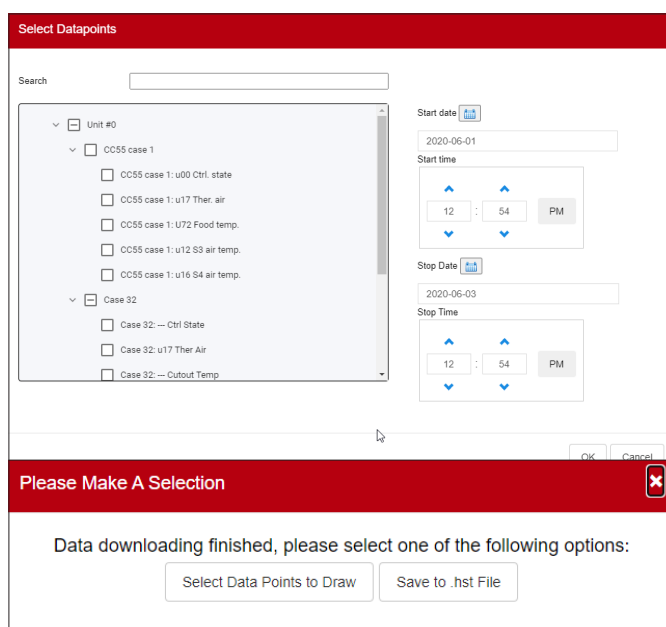 Select Datapoints
Search
Unit #0
CC55 case 1
CC55 case 1: u00 Ctrl. state
CC55 case 1: u17 Ther. air
CC55 case 1: U72 Food temp.
CC55 case 1: u12 S3 air temp.
CC55 case 1: u16 S4 air temp.
Case 32
Case 32: --- Ctrl State
Case 32: u17 Ther Air
Case 32: --- Cutout Temp
Start date
2020-06-01
Start time
12 : 54 PM
Stop Date
2020-06-03
Stop Time
12 : 54 PM
OK Cancel
Please Make A Selection
Data downloading finished, please select one of the following options:
Select Data Points to Draw Save to .hst File